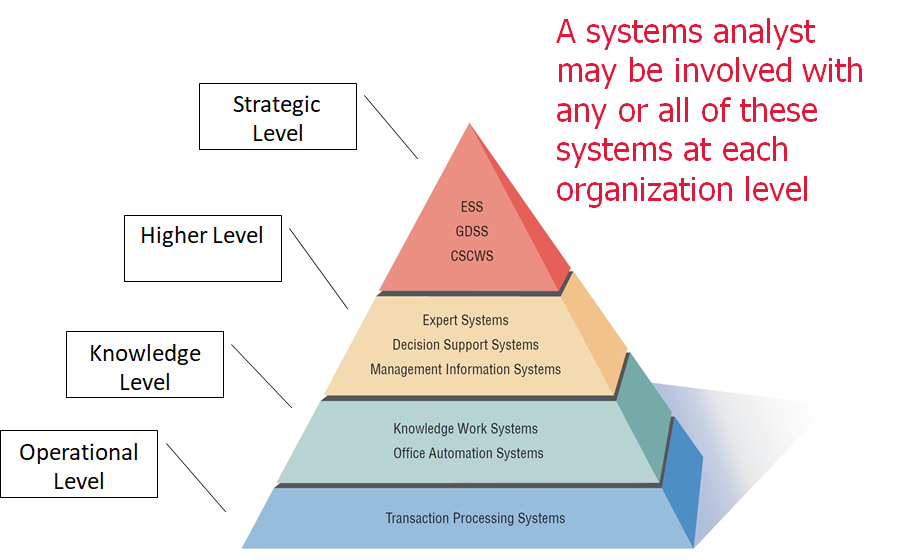 A systems analyst
may be involved with
any or all of these
systems at each
organization level
Strategic
Level
ESS
GDSS
CSCWS
Higher Level
Expert Systems
Decision Support Systems
Management Information Systems
Knowledge
Level
Knowledge Work Systems
Office Automation Systems
Operational
Level
Transaction Processing Systems